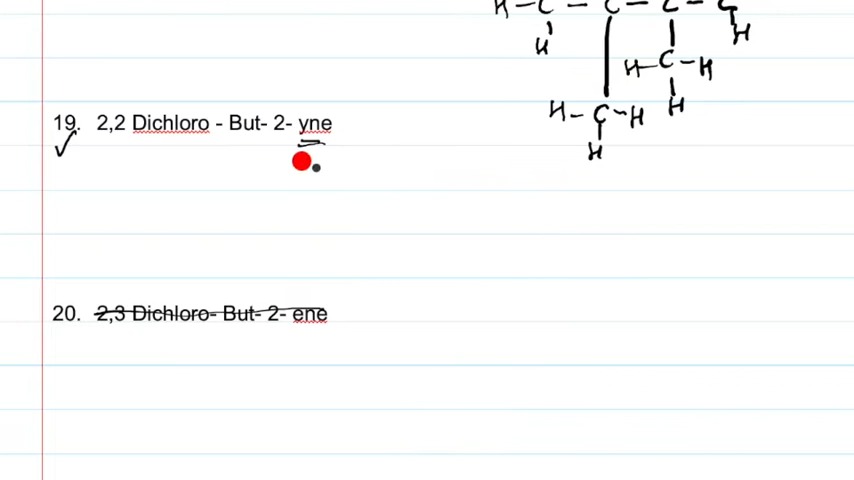 H-C-C-C-C
H
H
H-C-H
H
19. 2,2 Dichloro - But- 2- yne
H-C-H
H
20. 2,3 Dichloro- But- 2- ene